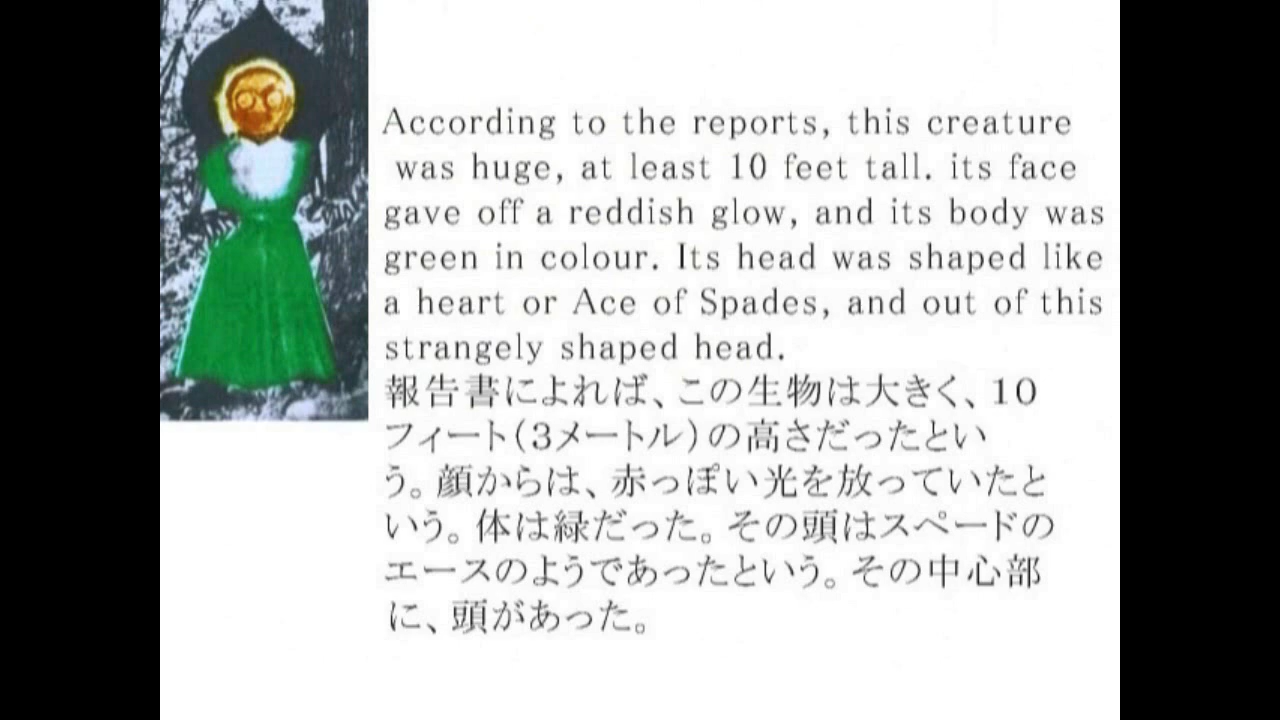 According to the reports, this creature
was huge, at least 10 feet tall. its face
gave off a reddish glow, and its body was
green in colour. Its head was shaped like
a heart or Ace of Spades, and out of this
strangely shaped head.
報告書によれば、この生物は大きく、10
フィート(3メートル)の高さだったとい
う。顔からは、赤っぽい光を放っていたと
いう。体は緑だった。その頭はスペードの
エースのようであったという。その中心部
に、頭があった。